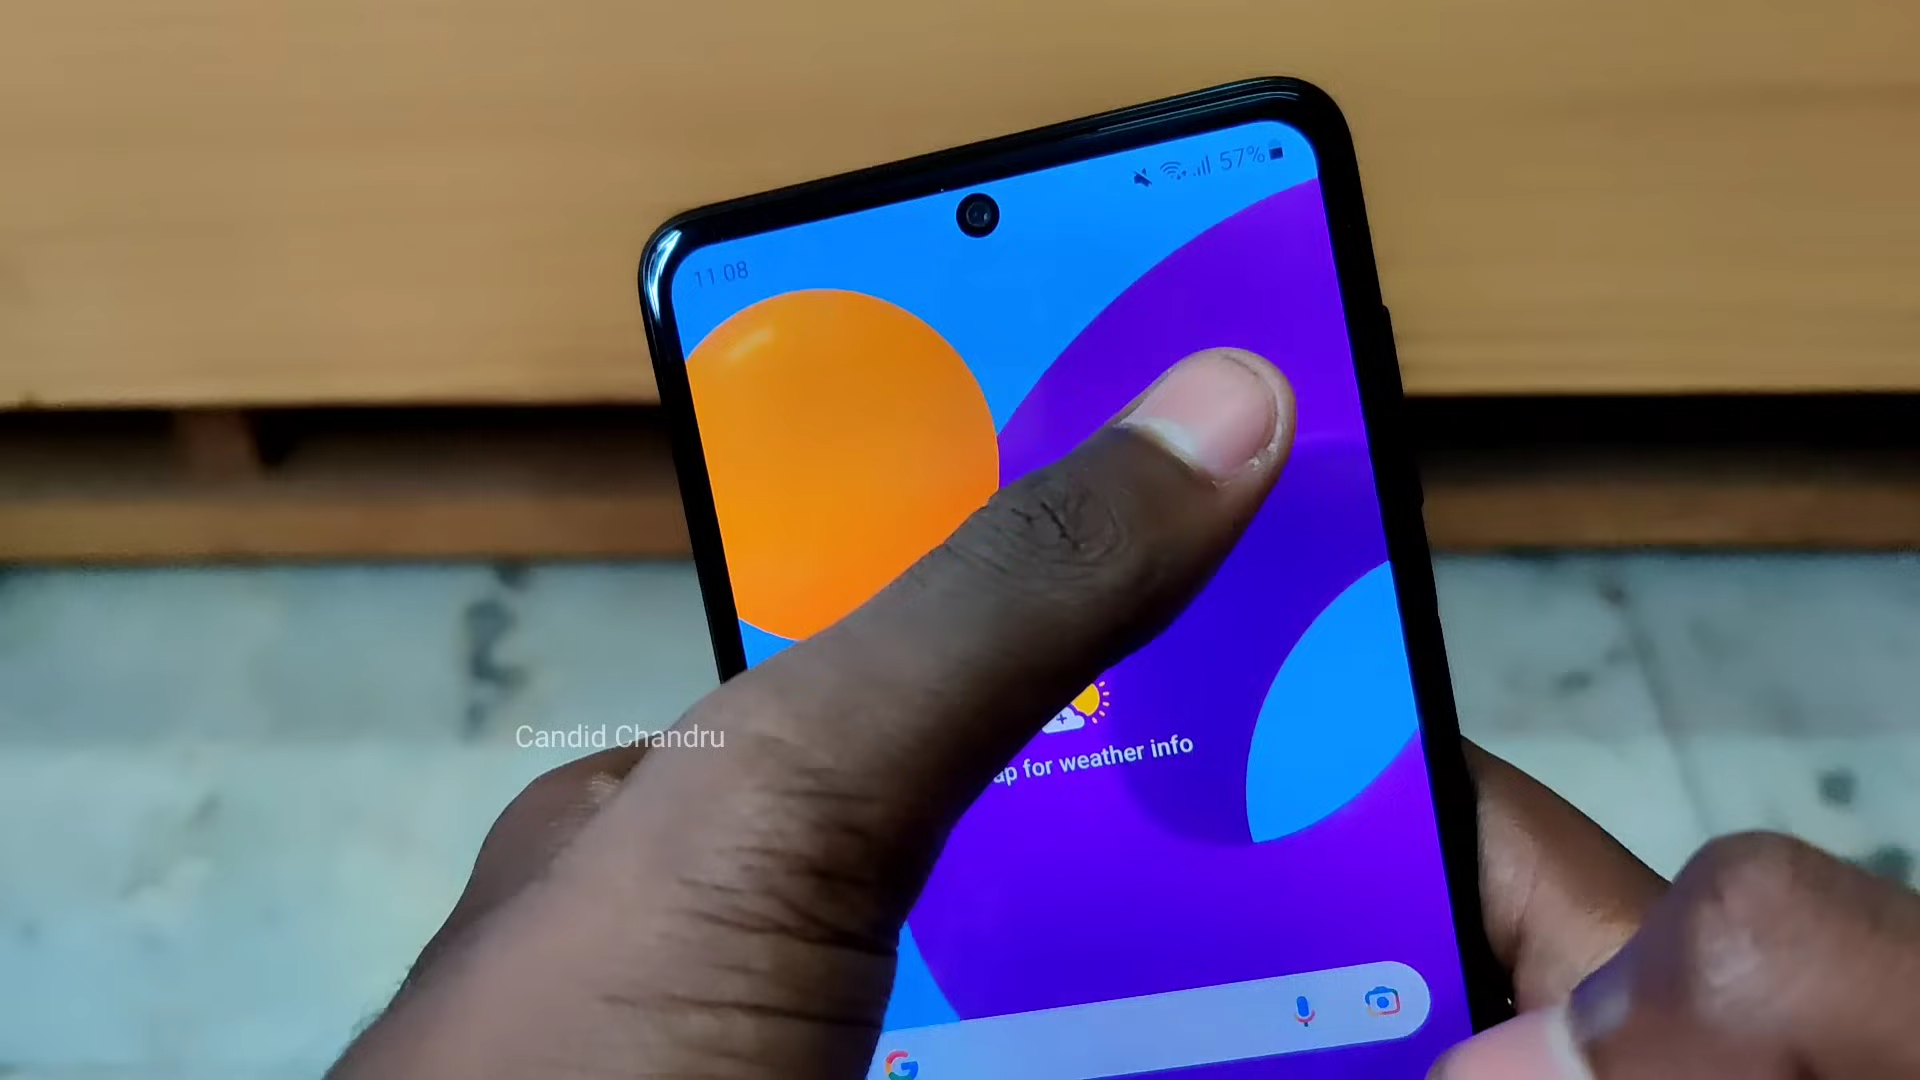 57%
11 08
Candid Chandru
ap for weather info
G